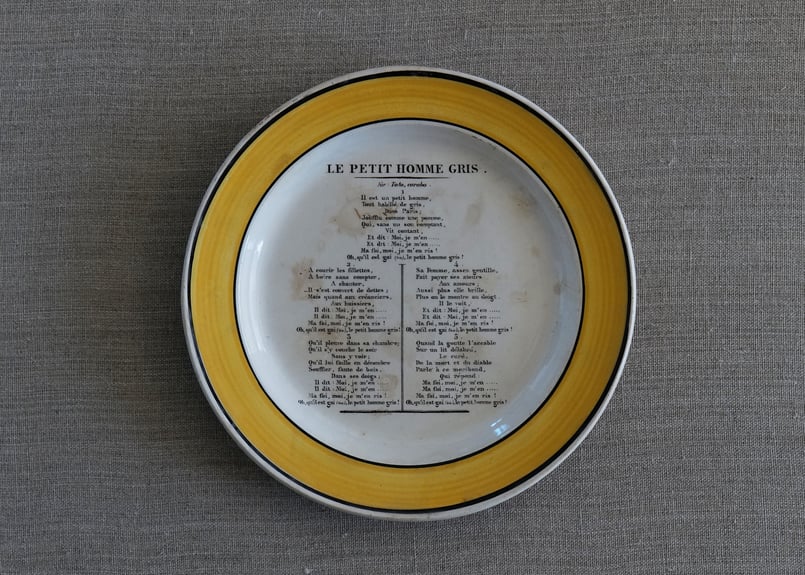 LE PETIT HOMME GRIS .
Air: Toto, carabo .
1
Il est un petit homme,
Tout habillé de gris,
Dans Paris;
Joufflu comme une pomme,
Qui, sans un sou comptant,
Vit content,
Et dit: Moi, je m'en .....
Et dit: Moi, je m'en .....
Ma foi, moi, je m'en ris !
Oh, qu'il est gai (bis), le petit homme gris !
2
A courir les fillettes,
A boire sans compter,
A chanter,
Il s'est couvert de dettes;
Mais quand aux créanciers,
Aux huissiers,
Il dit: Moi, je m'en .....
Il dit: Moi, je m'en .....
Ma foi, moi, je m'en ris !
Oh, qu'il est gai (bis), le petit homme gris!
3
Qu'il pleuve dans sa chambre;
Qu'il s'y couche le soir
Sans y voir;
Qu'il lui faille en décembre
Souffler, faute de bois,
Dans ses doigs;
Il dit: Moi, je m'en .....
Il dit: Moi, je m'en .....
Ma foi, moi, je m'en ris !
Oh, qu'il est gai (bis), le petit homme gris!
4
Sa Femme, assez gentille,
Fait payer ses atours
Aux amours;
Aussi plus elle brille,
Plus on le montre au doigt.
Il le voit,
Et dit: Moi, je m'en .....
Et dit: Moi, je m'en .....
Ma foi, moi, je m'en ris !
Oh, qu'il est gai (bis), le petit homme gris!
5
Quand la goutte l'accable
Sur un lit délabré,
Le curé,
De la mort et du diable
Parle à ce moribond,
Qui répond
Ma foi, moi, je m'en .....
Ma foi, moi, je m'en .....
Ma foi, moi, je m'en ris !
Oh, qu'il est gai (bis), le petit homme gris!